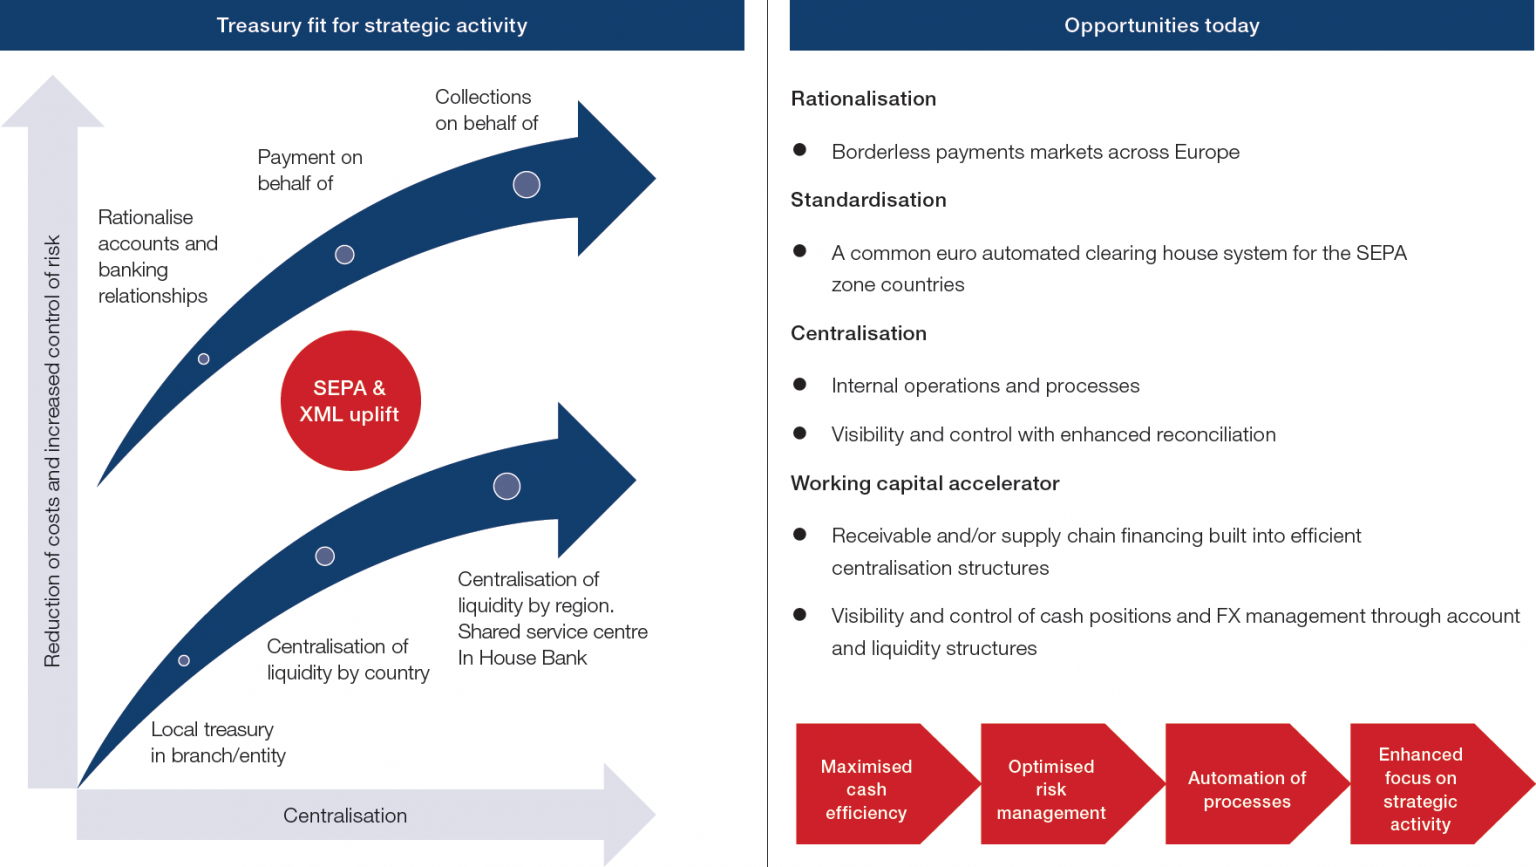 Treasury fit for strategic activity
Reduction of costs and increased control of risk
Collections
on behalf of
Payment on
behalf of
Rationalise
accounts and
banking
relationships
SEPA &
XML uplift
Centralisation of
liquidity by region.
Shared service centre
In House Bank
Centralisation of
liquidity by country
Local treasury
in branch/entity
Centralisation
Opportunities today
Rationalisation
● Borderless payments markets across Europe
Standardisation
● A common euro automated clearing house system for the SEPA
zone countries
Centralisation
● Internal operations and processes
● Visibility and control with enhanced reconciliation
Working capital accelerator
● Receivable and/or supply chain financing built into efficient
centralisation structures
● Visibility and control of cash positions and FX management through account
and liquidity structures
Maximised
cash
efficiency
Optimised
risk
management
Automation of
processes
Enhanced
focus on
strategic
activity